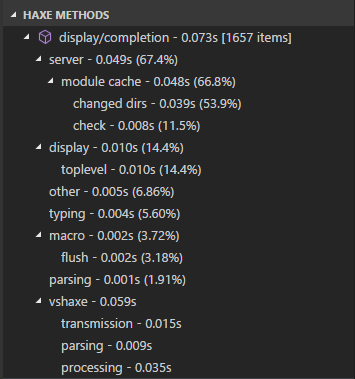 HAXE METHODS
display/completion - 0.073s [1657 items]
server - 0.049s (67.4%)
module cache - 0.048s (66.8%)
changed dirs - 0.039s (53.9%)
check - 0.008s (11.5%)
display - 0.010s (14.4%)
toplevel - 0.010s (14.4%)
other - 0.005s (6.86%)
typing - 0.004s (5.60%)
macro - 0.002s (3.72%)
flush - 0.002s (3.18%)
parsing - 0.001s (1.91%)
vshaxe - 0.059s
transmission - 0.015s
parsing - 0.009s
processing - 0.035s